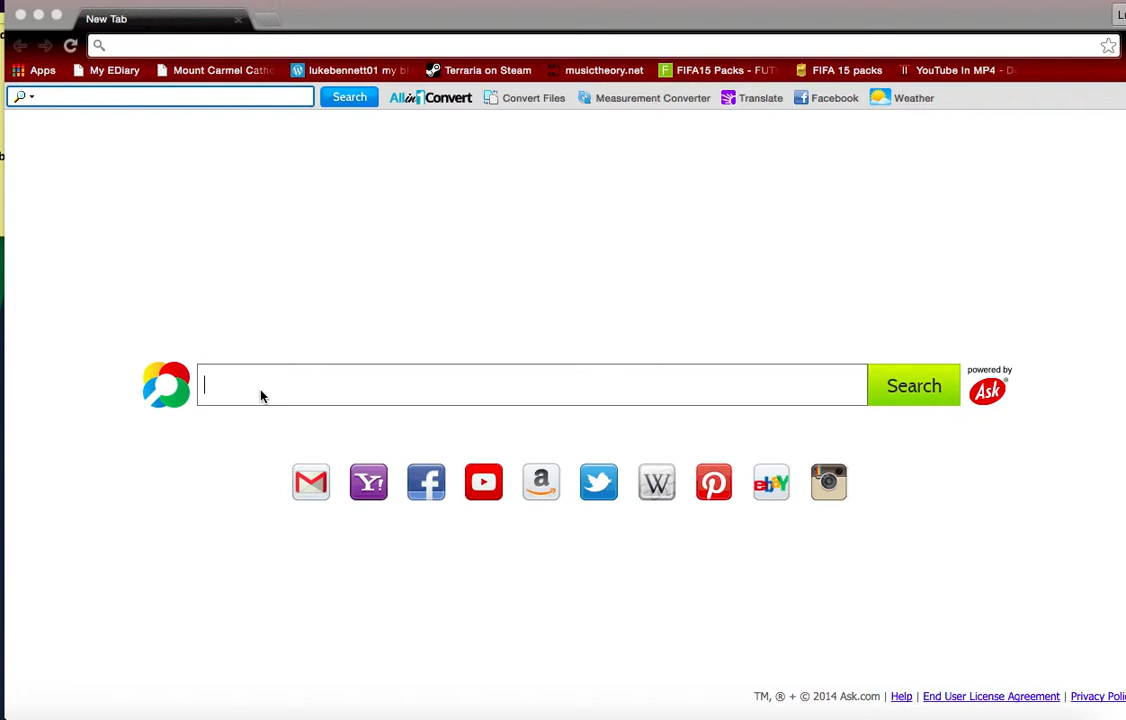 New Tab
Apps My EDiary Mount Carmel Cath lukebennett01 my bl Terraria on Steam musictheory.net FIFA15 Packs - FUT FIFA 15 packs YouTube In MP4 - D
Search All in 1 Convert Convert Files Measurement Converter Translate Facebook Weather
Search powered by Ask
Y! f a W ebay
TM, ® + © 2014 Ask.com | Help | End User License Agreement | Privacy Poli